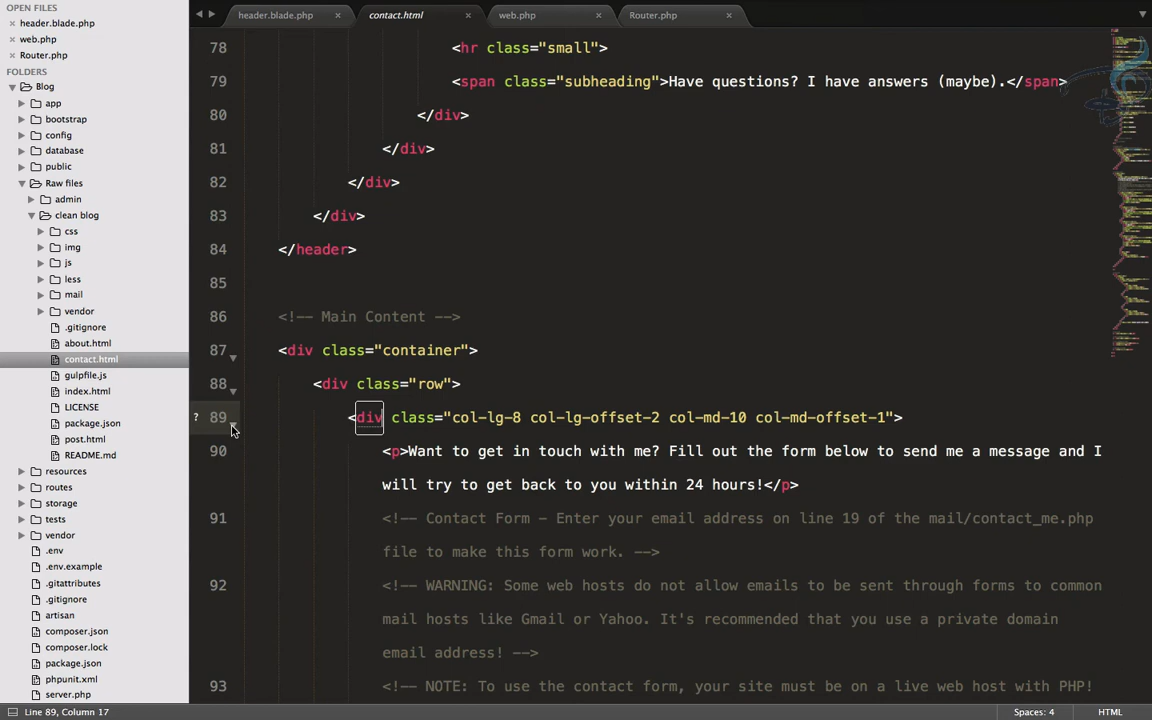 OPEN FILES
header.blade.php
web.php
Router.php
FOLDERS
Blog
app
bootstrap
config
database
public
Raw files
admin
clean blog
css
img
js
less
mail
vendor
.gitignore
about.html
contact.html
gulpfile.js
index.html
LICENSE
package.json
post.html
README.md
resources
routes
storage
tests
vendor
.env
.env.example
.gitattributes
.gitignore
artisan
composer.json
composer.lock
package.json
phpunit.xml
server.php
header.blade.php × contact.html × web.php × Router.php ×
78 <hr class="small">
79 <span class="subheading">Have questions? I have answers (maybe).</span>
80 </div>
81 </div>
82 </div>
83 </div>
84 </header>
85
86 <!-- Main Content -->
87 <div class="container">
88 <div class="row">
? 89 <div class="col-lg-8 col-lg-offset-2 col-md-10 col-md-offset-1">
90 <p>Want to get in touch with me? Fill out the form below to send me a message and I
will try to get back to you within 24 hours!</p>
91 <!-- Contact Form - Enter your email address on line 19 of the mail/contact_me.php
file to make this form work. -->
92 <!-- WARNING: Some web hosts do not allow emails to be sent through forms to common
mail hosts like Gmail or Yahoo. It's recommended that you use a private domain
email address! -->
93 <!-- NOTE: To use the contact form, your site must be on a live web host with PHP!
Line 89, Column 17
Spaces: 4
HTML